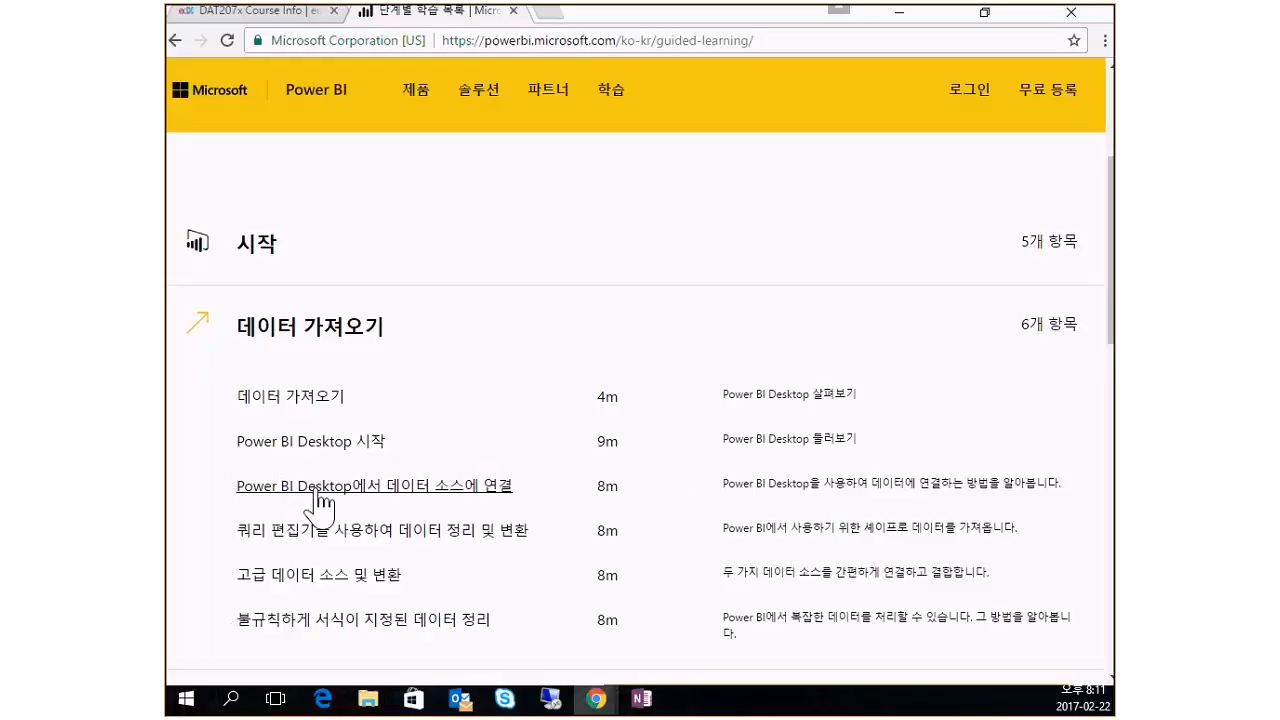 DAT207x Course Info | ed
단계별 학습 목록 | Micro
Microsoft Corporation [US] | https://powerbi.microsoft.com/ko-kr/guided-learning/
Microsoft Power BI 제품 솔루션 파트너 학습 로그인 무료 등록
시작 5개 항목
데이터 가져오기 6개 항목
데이터 가져오기 4m Power BI Desktop 살펴보기
Power BI Desktop 시작 9m Power BI Desktop 둘러보기
Power BI Desktop에서 데이터 소스에 연결 8m Power BI Desktop을 사용하여 데이터에 연결하는 방법을 알아봅니다.
쿼리 편집기를 사용하여 데이터 정리 및 변환 8m Power BI에서 사용하기 위한 셰이프로 데이터를 가져옵니다.
고급 데이터 소스 및 변환 8m 두 가지 데이터 소스를 간편하게 연결하고 결합합니다.
불규칙하게 서식이 지정된 데이터 정리 8m Power BI에서 복잡한 데이터를 처리할 수 있습니다. 그 방법을 알아봅니
다.
오후 8:11
2017-02-22